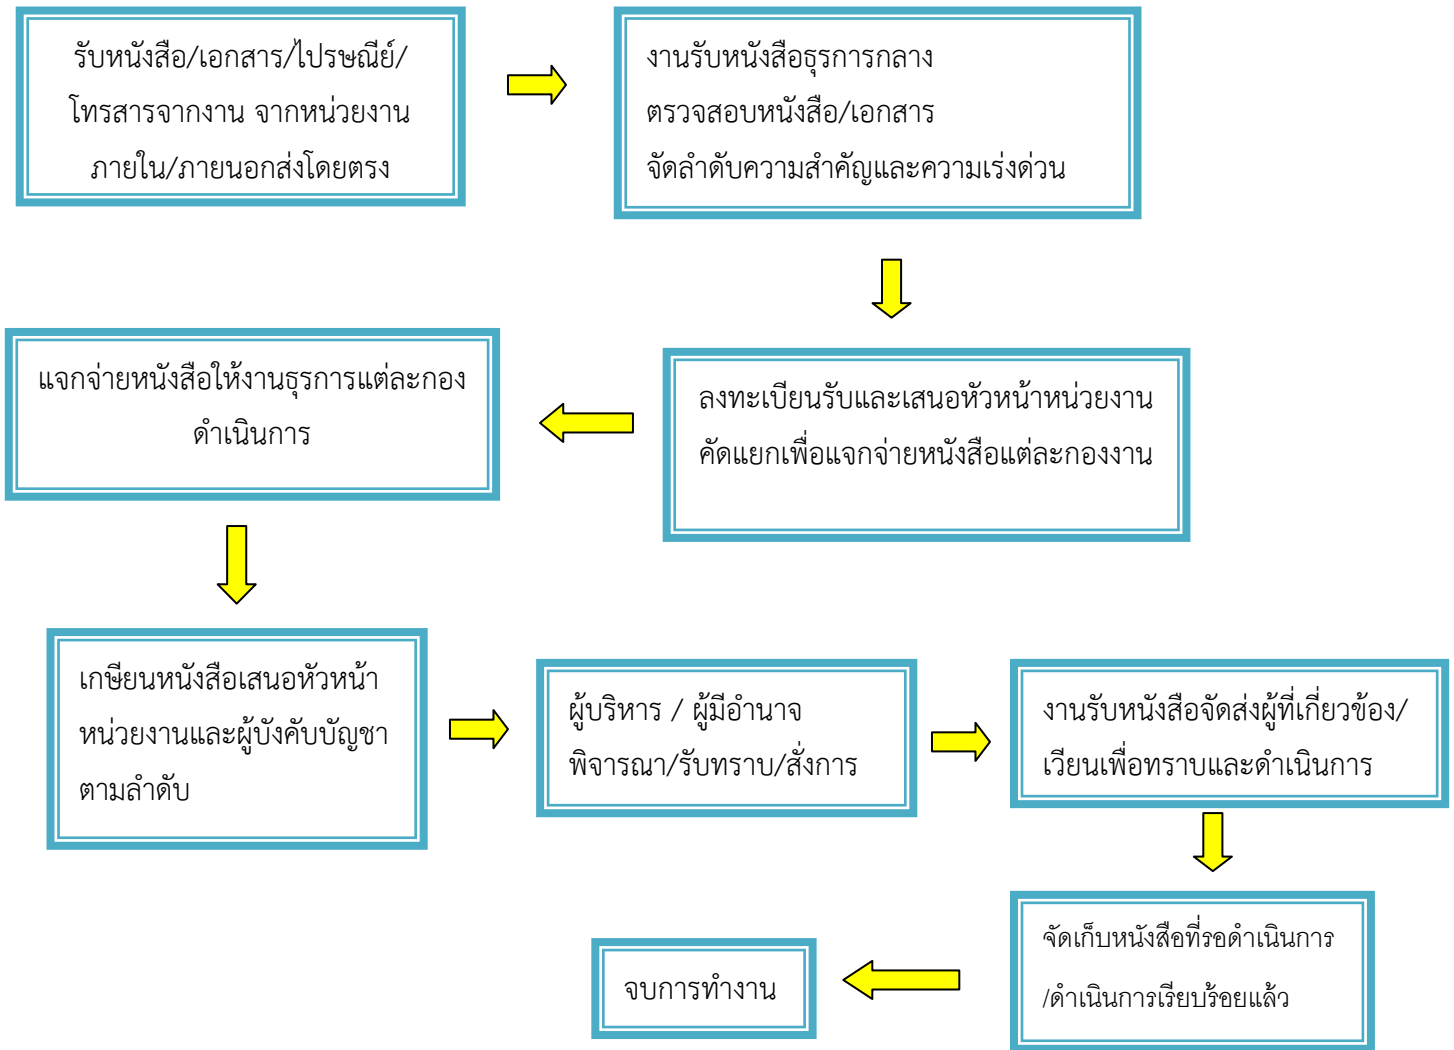 รับหนังสือ/เอกสาร/ไปรษณีย์/
โทรสารจากงาน จากหน่วยงาน
ภายใน/ภายนอกส่งโดยตรง
งานรับหนังสือธุรการกลาง
ตรวจสอบหนังสือ/เอกสาร
จัดลำดับความสำคัญและความเร่งด่วน
ลงทะเบียนรับและเสนอหัวหน้าหน่วยงาน
คัดแยกเพื่อแจกจ่ายหนังสือแต่ละกองงาน
แจกจ่ายหนังสือให้งานธุรการแต่ละกอง
ดำเนินการ
เกษียนหนังสือเสนอหัวหน้า
หน่วยงานและผู้บังคับบัญชา
ตามลำดับ
ผู้บริหาร / ผู้มีอำนาจ
พิจารณา/รับทราบ/สั่งการ
งานรับหนังสือจัดส่งผู้ที่เกี่ยวข้อง/
เวียนเพื่อทราบและดำเนินการ
จัดเก็บหนังสือที่รอดำเนินการ
/ดำเนินการเรียบร้อยแล้ว
จบการทำงาน